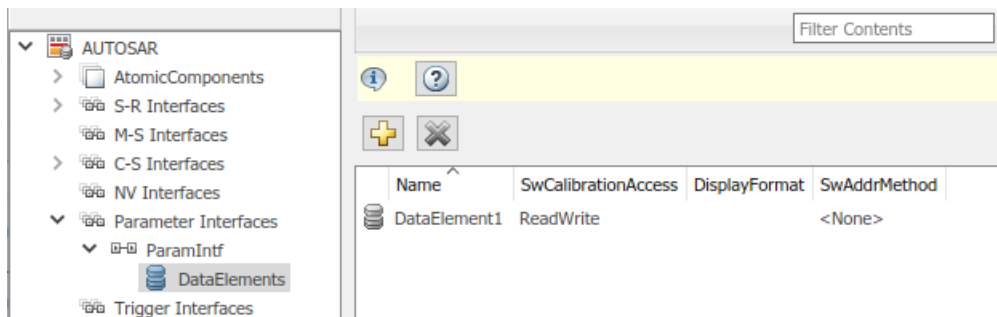 Filter Contents
AUTOSAR
AtomicComponents
S-R Interfaces
M-S Interfaces
C-S Interfaces
NV Interfaces
Parameter Interfaces
ParamIntf
DataElements
Trigger Interfaces
Name SwCalibrationAccess DisplayFormat SwAddrMethod
DataElement1 ReadWrite <None>